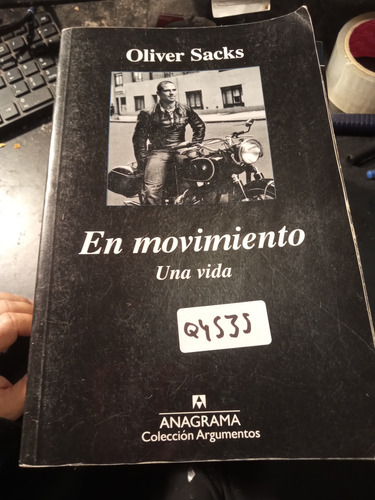 Oliver Sacks
En movimiento
Una vida
Q4535
ANAGRAMA
Colección Argumentos